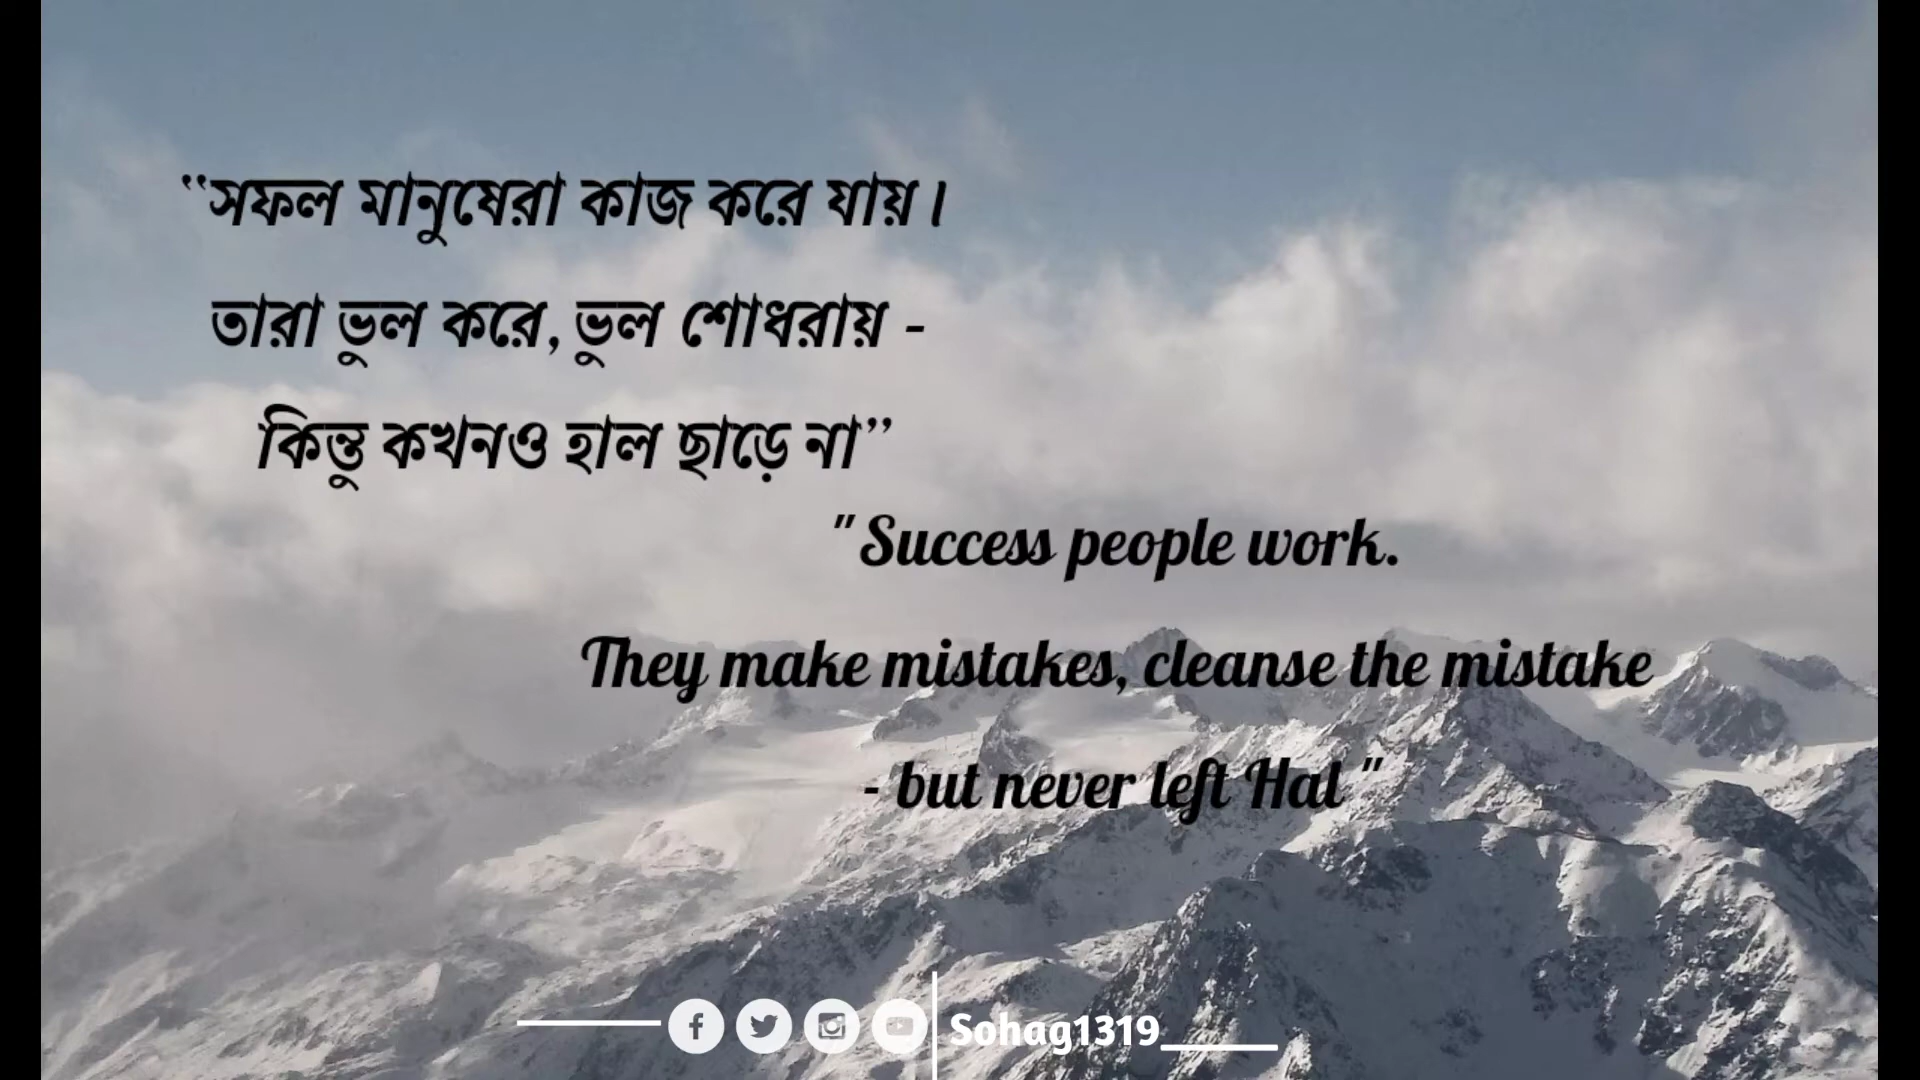 “সফল মানুষেরা কাজ করে যায়।
তারা ভুল করে, ভুল শোধরায় -
কিন্তু কখনও হাল ছাড়ে না”
"Success people work.
They make mistakes, cleanse the mistake
- but never left Hal "
Sohag1319